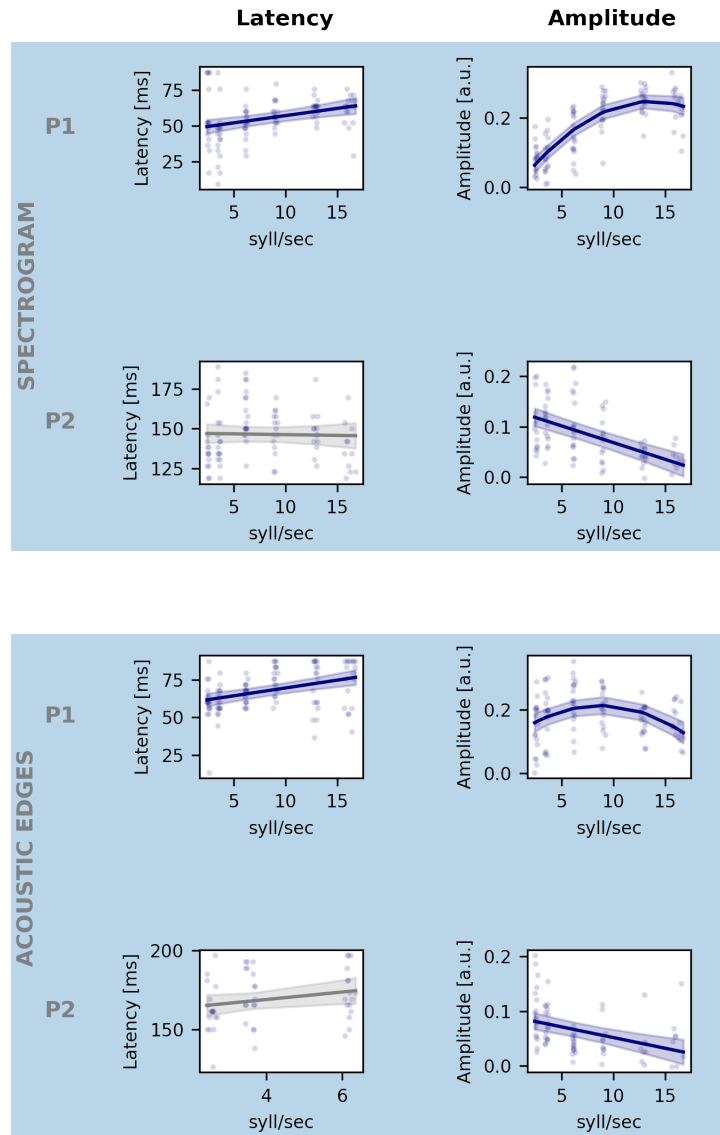 Latency
Amplitude
SPECTROGRAM
P1
Latency [ms]
75
50
25
5
10
15
syll/sec
Amplitude [a.u.]
0.2
0.0
5
10
15
syll/sec
P2
Latency [ms]
175
150
125
5
10
15
syll/sec
Amplitude [a.u.]
0.2
0.1
0.0
5
10
15
syll/sec
ACOUSTIC EDGES
P1
Latency [ms]
75
50
25
5
10
15
syll/sec
Amplitude [a.u.]
0.2
0.0
5
10
15
syll/sec
P2
Latency [ms]
200
150
4
6
syll/sec
Amplitude [a.u.]
0.2
0.1
0.0
5
10
15
syll/sec